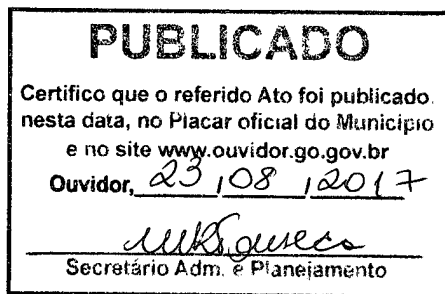 PUBLICADO
Certifico que o referido Ato foi publicado
nesta data, no Placar oficial do Município
e no site www.ouvidor.go.gov.br
Ouvidor, 23 / 08 / 2017
Secretário Adm. e Planejamento